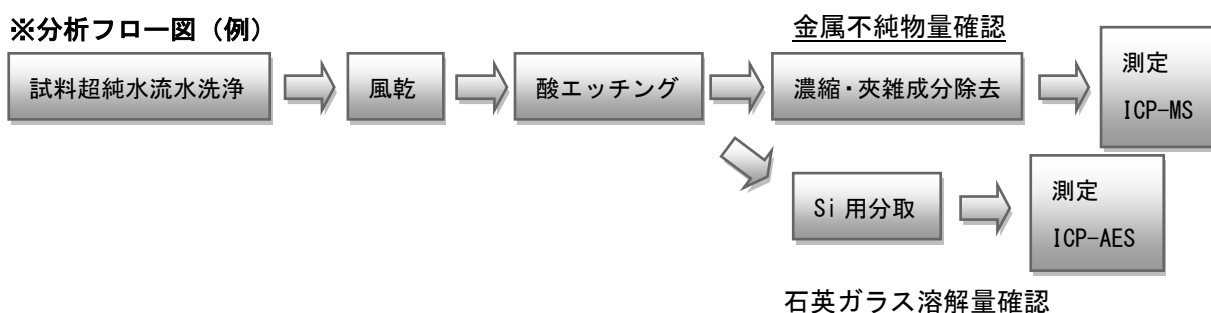 ※分析フロー図（例）
金属不純物量確認
試料超純水流水洗浄
風乾
酸エッチング
濃縮・夾雑成分除去
測定
ICP-MS
Si 用分取
測定
ICP-AES
石英ガラス溶解量確認